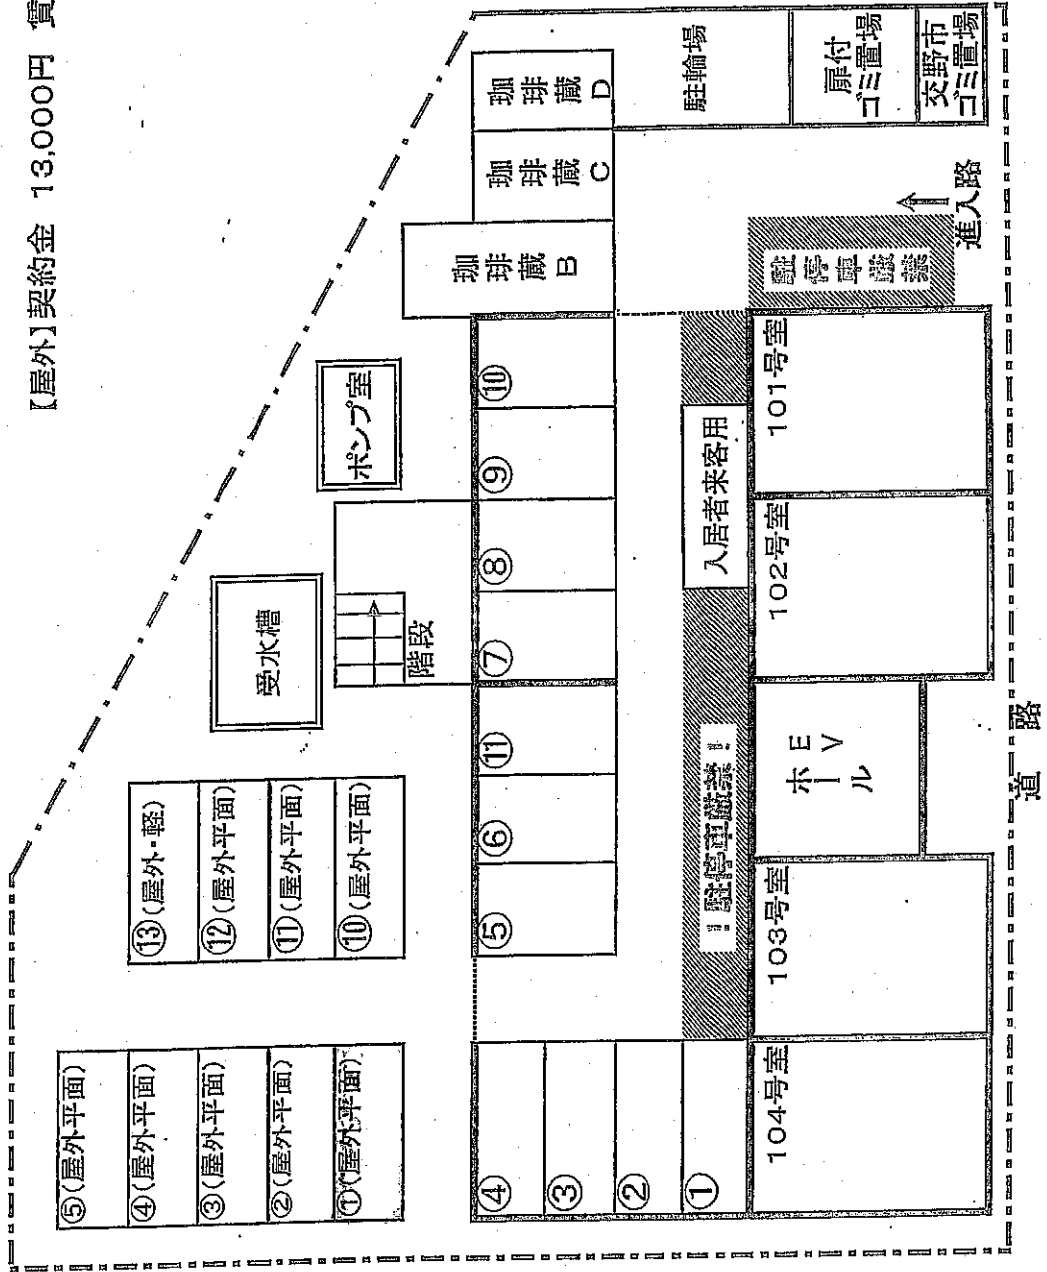 【屋外】契約金 13,000円 賃
⑤(屋外平面)
④(屋外平面)
③(屋外平面)
②(屋外平面)
①(屋外平面)
⑬(屋外・軽)
⑫(屋外平面)
⑪(屋外平面)
⑩(屋外平面)
受水槽
階段
ポンプ室
④
③
②
①
⑤
⑥
⑪
⑦
⑧
⑨
⑩
珈琲蔵B
珈琲蔵C
珈琲蔵D
駐輪場
扉付
ゴミ置場
交野市
ゴミ置場
!駐停車厳禁!
入居者来客用
駐停車厳禁
進入路
104号室
103号室
EV
ホール
102号室
101号室
道路